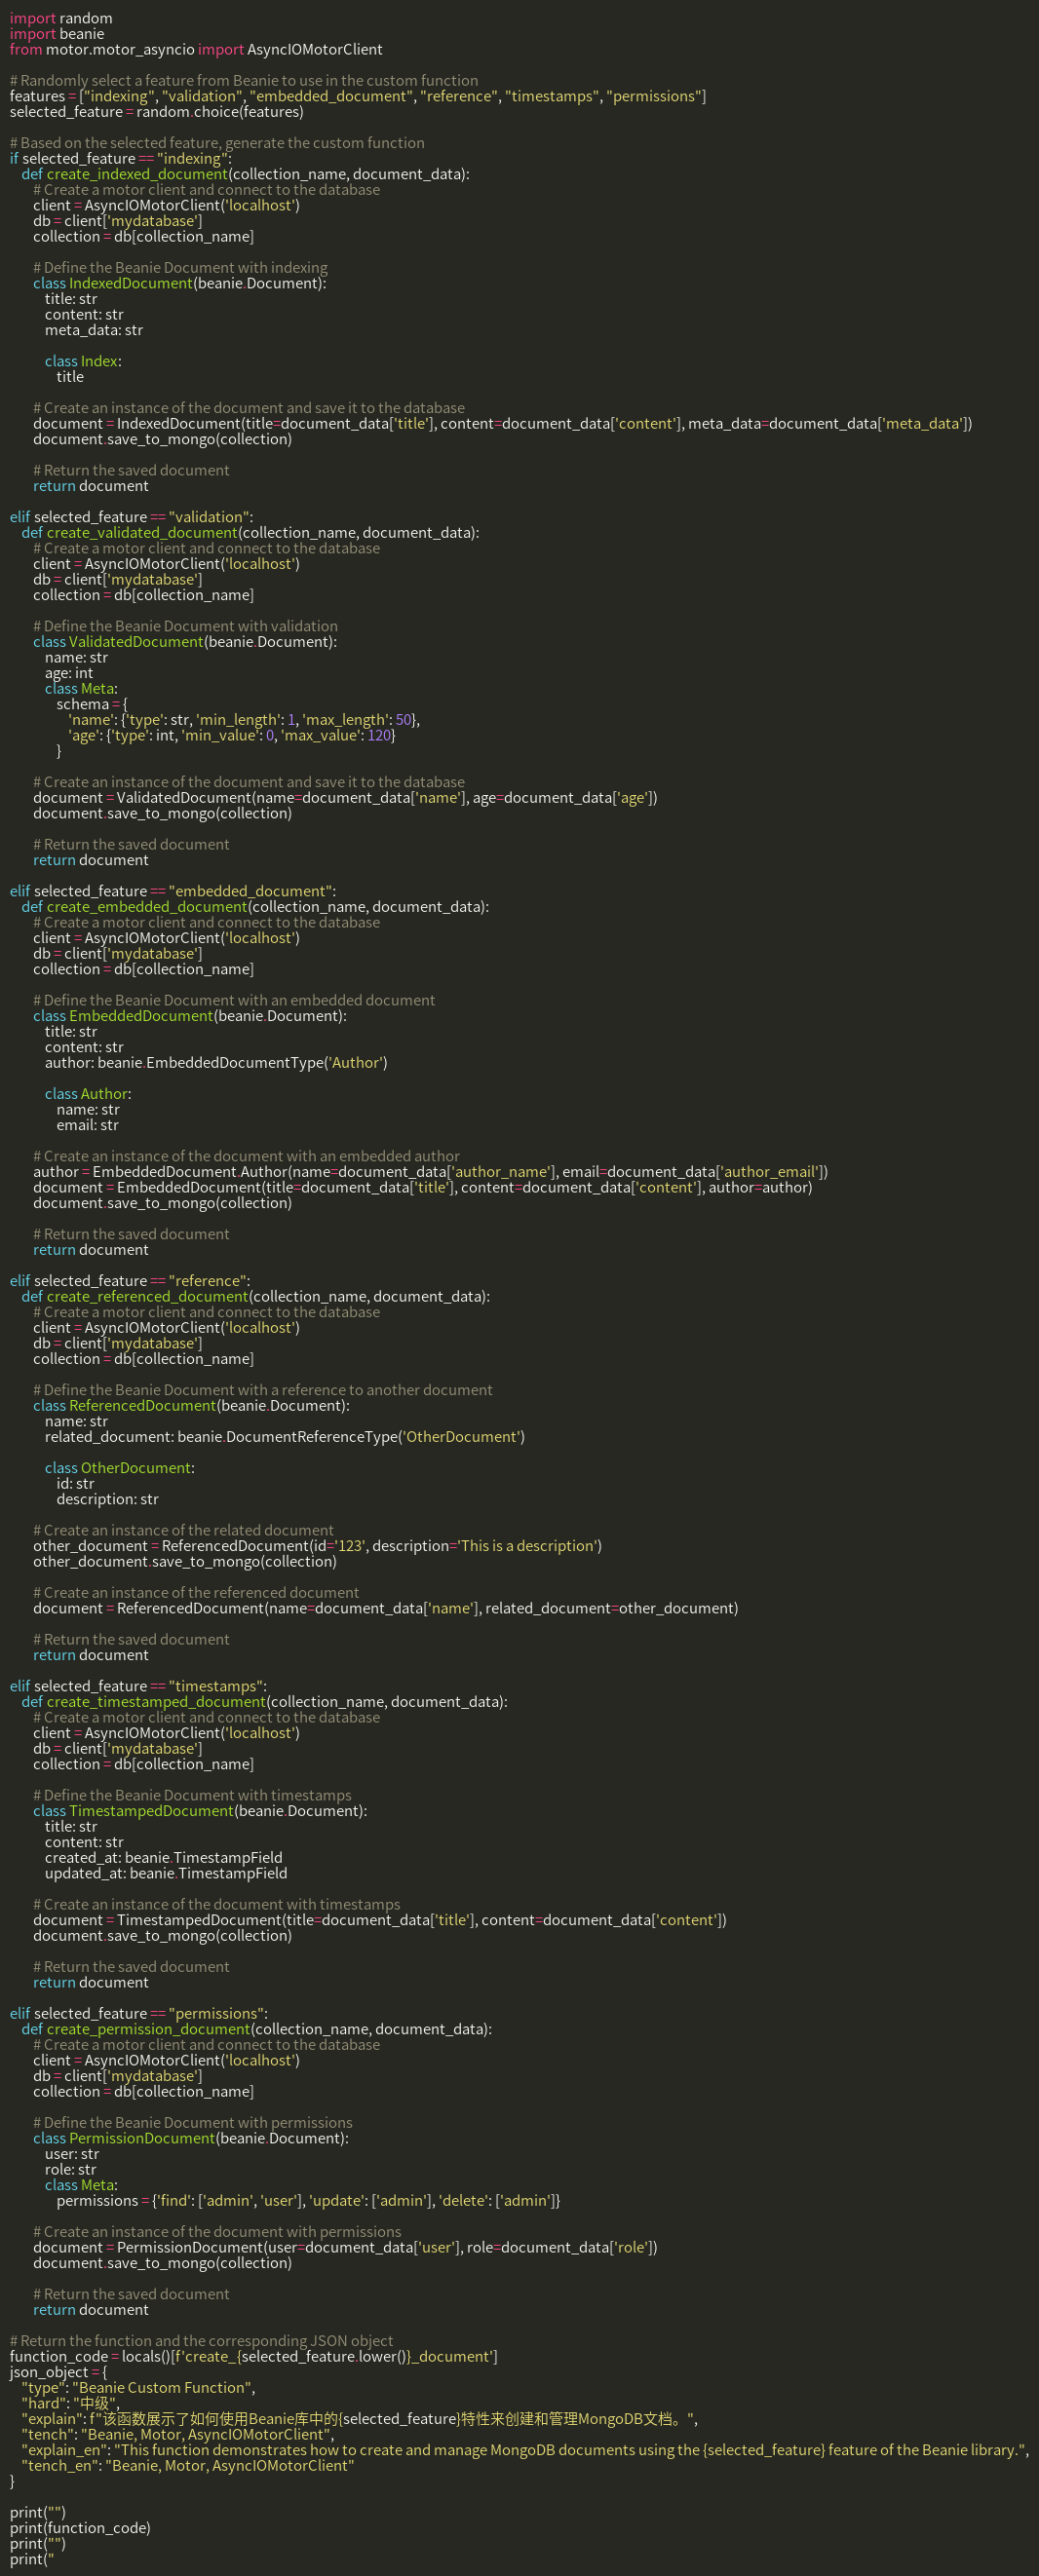 import random
import beanie
from motor.motor_asyncio import AsyncIOMotorClient

# Randomly select a feature from Beanie to use in the custom function
features = ["indexing", "validation", "embedded_document", "reference", "timestamps", "permissions"]
selected_feature = random.choice(features)

# Based on the selected feature, generate the custom function
if selected_feature == "indexing":
    def create_indexed_document(collection_name, document_data):
        # Create a motor client and connect to the database
        client = AsyncIOMotorClient('localhost')
        db = client['mydatabase']
        collection = db[collection_name]

        # Define the Beanie Document with indexing
        class IndexedDocument(beanie.Document):
            title: str
            content: str
            meta_data: str

            class Index:
                title

        # Create an instance of the document and save it to the database
        document = IndexedDocument(title=document_data['title'], content=document_data['content'], meta_data=document_data['meta_data'])
        document.save_to_mongo(collection)

        # Return the saved document
        return document

elif selected_feature == "validation":
    def create_validated_document(collection_name, document_data):
        # Create a motor client and connect to the database
        client = AsyncIOMotorClient('localhost')
        db = client['mydatabase']
        collection = db[collection_name]

        # Define the Beanie Document with validation
        class ValidatedDocument(beanie.Document):
            name: str
            age: int
            class Meta:
                schema = {
                    'name': {'type': str, 'min_length': 1, 'max_length': 50},
                    'age': {'type': int, 'min_value': 0, 'max_value': 120}
                }

        # Create an instance of the document and save it to the database
        document = ValidatedDocument(name=document_data['name'], age=document_data['age'])
        document.save_to_mongo(collection)

        # Return the saved document
        return document

elif selected_feature == "embedded_document":
    def create_embedded_document(collection_name, document_data):
        # Create a motor client and connect to the database
        client = AsyncIOMotorClient('localhost')
        db = client['mydatabase']
        collection = db[collection_name]

        # Define the Beanie Document with an embedded document
        class EmbeddedDocument(beanie.Document):
            title: str
            content: str
            author: beanie.EmbeddedDocumentType('Author')

            class Author:
                name: str
                email: str

        # Create an instance of the document with an embedded author
        author = EmbeddedDocument.Author(name=document_data['author_name'], email=document_data['author_email'])
        document = EmbeddedDocument(title=document_data['title'], content=document_data['content'], author=author)
        document.save_to_mongo(collection)

        # Return the saved document
        return document

elif selected_feature == "reference":
    def create_referenced_document(collection_name, document_data):
        # Create a motor client and connect to the database
        client = AsyncIOMotorClient('localhost')
        db = client['mydatabase']
        collection = db[collection_name]

        # Define the Beanie Document with a reference to another document
        class ReferencedDocument(beanie.Document):
            name: str
            related_document: beanie.DocumentReferenceType('OtherDocument')

            class OtherDocument:
                id: str
                description: str

        # Create an instance of the related document
        other_document = ReferencedDocument(id='123', description='This is a description')
        other_document.save_to_mongo(collection)

        # Create an instance of the referenced document
        document = ReferencedDocument(name=document_data['name'], related_document=other_document)

        # Return the saved document
        return document

elif selected_feature == "timestamps":
    def create_timestamped_document(collection_name, document_data):
        # Create a motor client and connect to the database
        client = AsyncIOMotorClient('localhost')
        db = client['mydatabase']
        collection = db[collection_name]

        # Define the Beanie Document with timestamps
        class TimestampedDocument(beanie.Document):
            title: str
            content: str
            created_at: beanie.TimestampField
            updated_at: beanie.TimestampField

        # Create an instance of the document with timestamps
        document = TimestampedDocument(title=document_data['title'], content=document_data['content'])
        document.save_to_mongo(collection)

        # Return the saved document
        return document

elif selected_feature == "permissions":
    def create_permission_document(collection_name, document_data):
        # Create a motor client and connect to the database
        client = AsyncIOMotorClient('localhost')
        db = client['mydatabase']
        collection = db[collection_name]

        # Define the Beanie Document with permissions
        class PermissionDocument(beanie.Document):
            user: str
            role: str
            class Meta:
                permissions = {'find': ['admin', 'user'], 'update': ['admin'], 'delete': ['admin']}

        # Create an instance of the document with permissions
        document = PermissionDocument(user=document_data['user'], role=document_data['role'])
        document.save_to_mongo(collection)

        # Return the saved document
        return document

# Return the function and the corresponding JSON object
function_code = locals()[f'create_{selected_feature.lower()}_document']
json_object = {
    "type": "Beanie Custom Function",
    "hard": "中级",
    "explain": f"该函数展示了如何使用Beanie库中的{selected_feature}特性来创建和管理MongoDB文档。",
    "tench": "Beanie, Motor, AsyncIOMotorClient",
    "explain_en": "This function demonstrates how to create and manage MongoDB documents using the {selected_feature} feature of the Beanie library.",
    "tench_en": "Beanie, Motor, AsyncIOMotorClient"
}

print("")
print(function_code)
print("")
print("